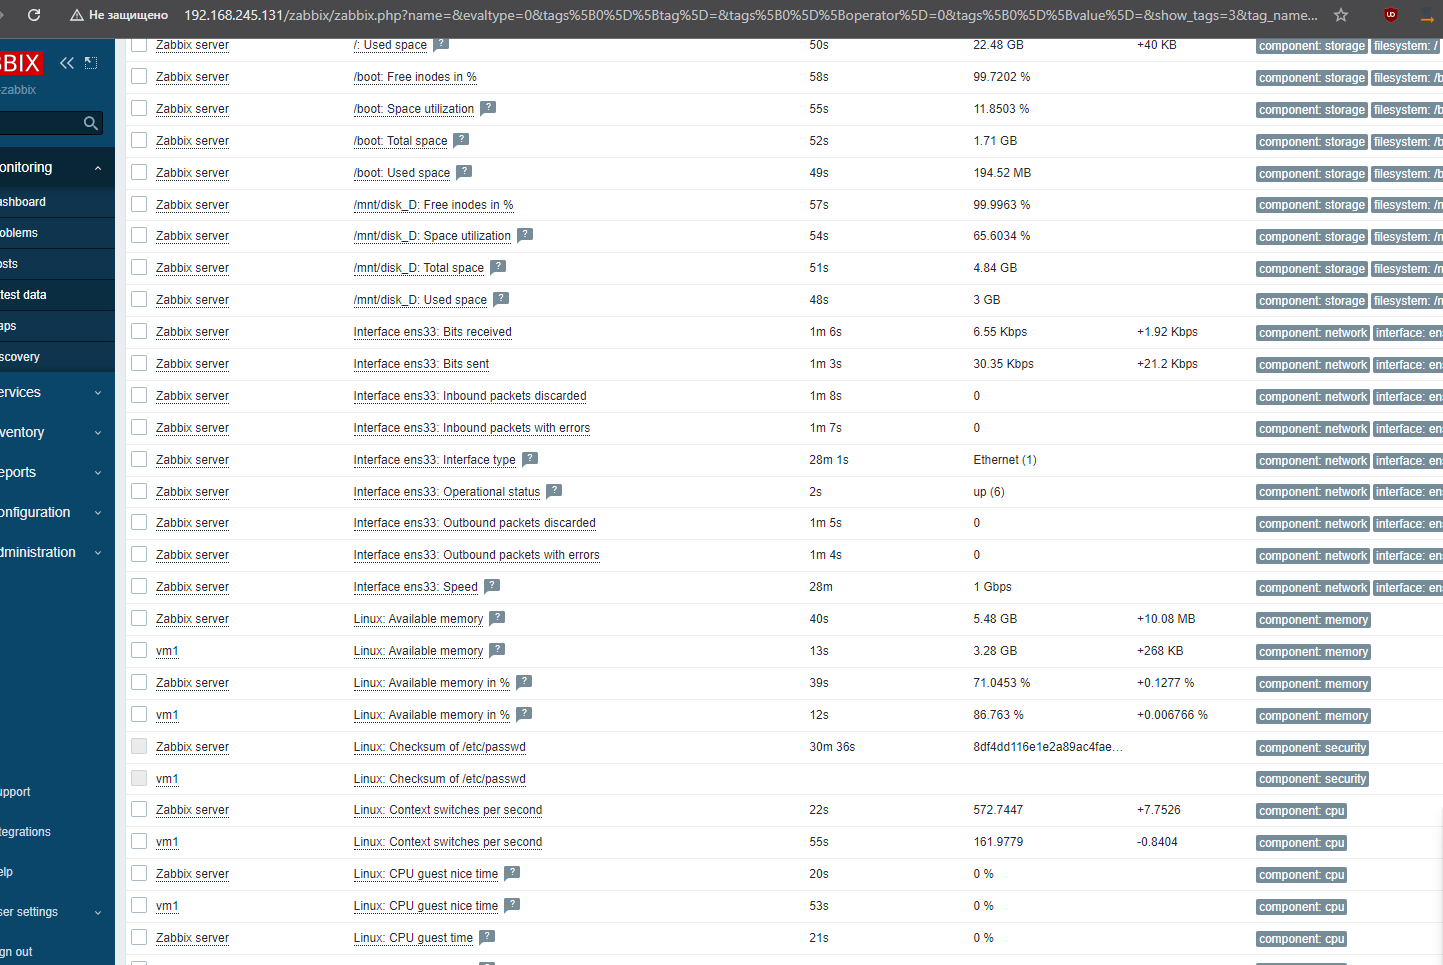 Не защищено 192.168.245.131/zabbix/zabbix.php?name=&evaltype=0&tags%5B0%5D%5Btag%5D=&tags%5B0%5D%5Boperator%5D=0&tags%5B0%5D%5Bvalue%5D=&show_tags=3&tag_name...
BBIX
-zabbix
onitoring
ashboard
oblems
osts
test data
aps
scovery
ervices
ventory
eports
onfiguration
dministration
upport
tegrations
elp
ser settings
gn out
Zabbix server /: Used space ? 50s 22.48 GB +40 KB component: storage filesystem: /
Zabbix server /boot: Free inodes in % 58s 99.7202 % component: storage filesystem: /b
Zabbix server /boot: Space utilization ? 55s 11.8503 % component: storage filesystem: /b
Zabbix server /boot: Total space ? 52s 1.71 GB component: storage filesystem: /b
Zabbix server /boot: Used space ? 49s 194.52 MB component: storage filesystem: /b
Zabbix server /mnt/disk_D: Free inodes in % 57s 99.9963 % component: storage filesystem: /m
Zabbix server /mnt/disk_D: Space utilization ? 54s 65.6034 % component: storage filesystem: /m
Zabbix server /mnt/disk_D: Total space ? 51s 4.84 GB component: storage filesystem: /m
Zabbix server /mnt/disk_D: Used space ? 48s 3 GB component: storage filesystem: /m
Zabbix server Interface ens33: Bits received 1m 6s 6.55 Kbps +1.92 Kbps component: network interface: ens
Zabbix server Interface ens33: Bits sent 1m 3s 30.35 Kbps +21.2 Kbps component: network interface: ens
Zabbix server Interface ens33: Inbound packets discarded 1m 8s 0 component: network interface: ens
Zabbix server Interface ens33: Inbound packets with errors 1m 7s 0 component: network interface: ens
Zabbix server Interface ens33: Interface type ? 28m 1s Ethernet (1) component: network interface: ens
Zabbix server Interface ens33: Operational status ? 2s up (6) component: network interface: ens
Zabbix server Interface ens33: Outbound packets discarded 1m 5s 0 component: network interface: ens
Zabbix server Interface ens33: Outbound packets with errors 1m 4s 0 component: network interface: ens
Zabbix server Interface ens33: Speed ? 28m 1 Gbps component: network interface: ens
Zabbix server Linux: Available memory ? 40s 5.48 GB +10.08 MB component: memory
vm1 Linux: Available memory ? 13s 3.28 GB +268 KB component: memory
Zabbix server Linux: Available memory in % ? 39s 71.0453 % +0.1277 % component: memory
vm1 Linux: Available memory in % ? 12s 86.763 % +0.006766 % component: memory
Zabbix server Linux: Checksum of /etc/passwd 30m 36s 8df4dd116e1e2a89ac4fae... component: security
vm1 Linux: Checksum of /etc/passwd component: security
Zabbix server Linux: Context switches per second 22s 572.7447 +7.7526 component: cpu
vm1 Linux: Context switches per second 55s 161.9779 -0.8404 component: cpu
Zabbix server Linux: CPU guest nice time ? 20s 0 % component: cpu
vm1 Linux: CPU guest nice time ? 53s 0 % component: cpu
Zabbix server Linux: CPU guest time ? 21s 0 % component: cpu